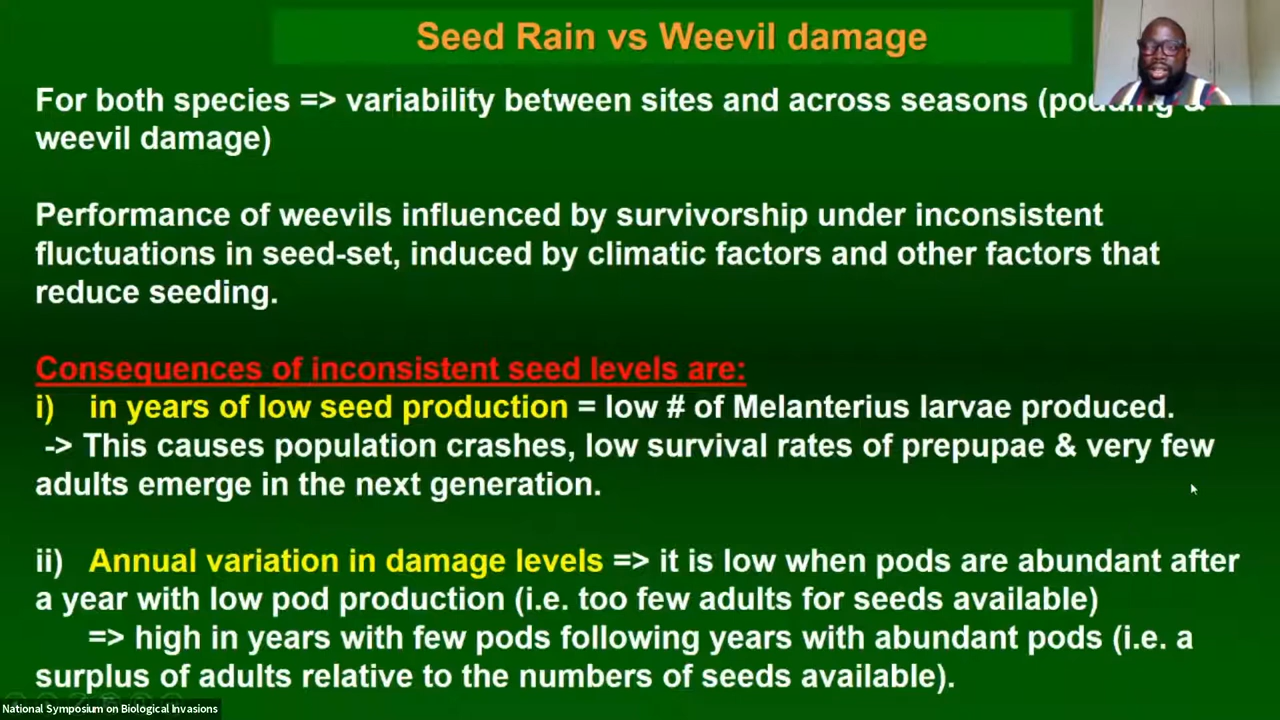 Seed Rain vs Weevil damage
For both species => variability between sites and across seasons
weevil damage)
Performance of weevils influenced by survivorship under inconsistent
fluctuations in seed-set, induced by climatic factors and other factors that
reduce seeding.
Consequences of inconsistent seed levels are:
i) in years of low seed production = low # of Melanterius larvae produced.
-> This causes population crashes, low survival rates of prepupae & very few
adults emerge in the next generation.
ii) Annual variation in damage levels => it is low when pods are abundant after
a year with low pod production (i.e. too few adults for seeds available)
=> high in years with few pods following years with abundant pods (i.e. a
surplus of adults relative to the numbers of seeds available).
National Symposium on Biological Invasions